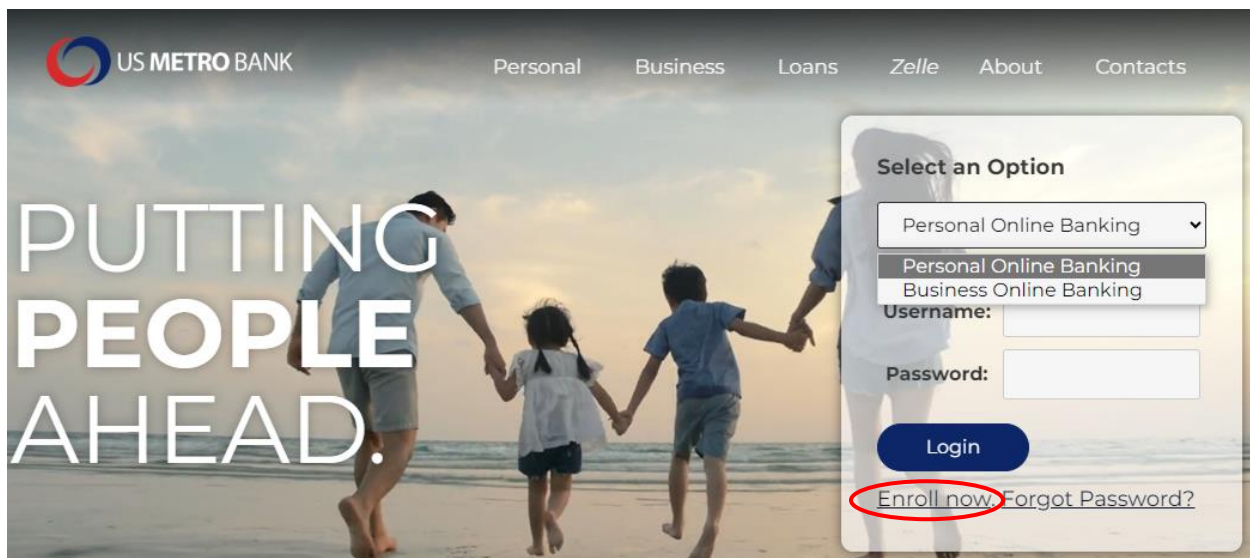 US METRO BANK
Personal Business Loans Zelle About Contacts
PUTTING
PEOPLE
AHEAD.
Select an Option
Personal Online Banking
Personal Online Banking
Business Online Banking
Username:
Password:
Login
Enroll now. Forgot Password?